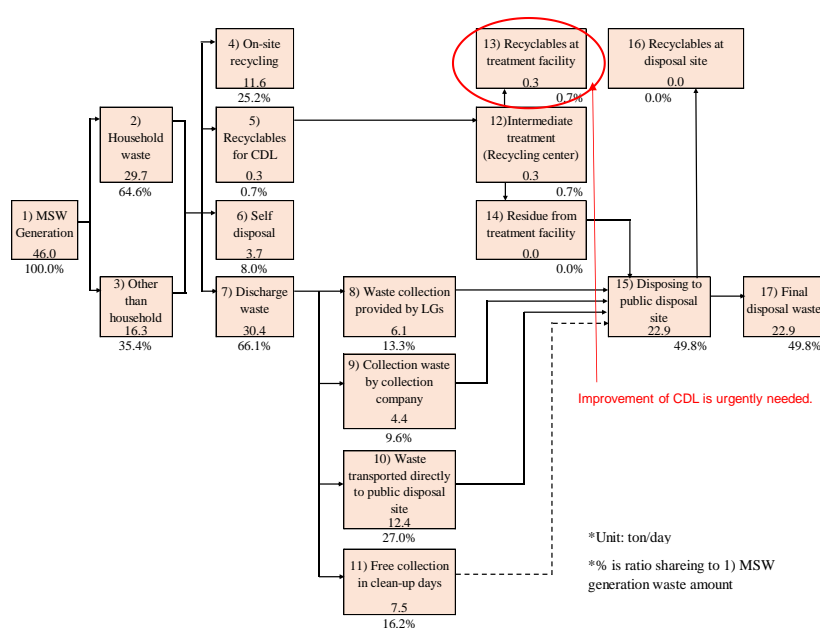 1) MSW
Generation
46.0
100.0%
2)
Household
waste
29.7
64.6%
3) Other
than
household
16.3
35.4%
4) On-site
recycling
11.6
25.2%
5)
Recyclables
for CDL
0.3
0.7%
6) Self
disposal
3.7
8.0%
7) Discharge
waste
30.4
66.1%
8) Waste collection
provided by LGs
6.1
13.3%
9) Collection waste
by collection
company
4.4
9.6%
10) Waste
transported directly
to public disposal
site
12.4
27.0%
11) Free collection
in clean-up days
7.5
16.2%
13) Recyclables at
treatment facility
0.3
0.7%
12)Intermediate
treatment
(Recycling center)
0.3
0.7%
14) Residue from
treatment facility
0.0
0.0%
16) Recyclables at
disposal site
0.0
0.0%
15) Disposing to
public disposal
site
22.9
49.8%
17) Final
disposal waste
22.9
49.8%
Improvement of CDL is urgently needed.
*Unit: ton/day
*% is ratio shareing to 1) MSW
generation waste amount